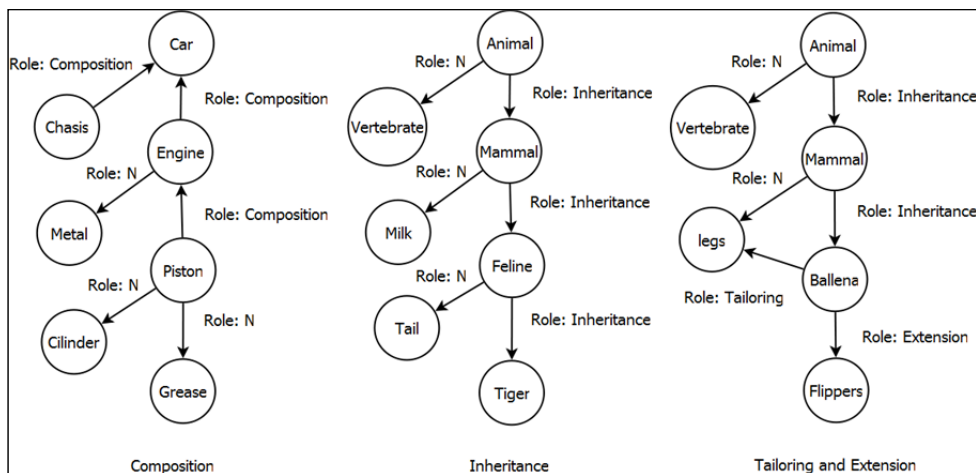 Car
Role: Composition
Role: Composition
Chasis
Engine
Role: N
Role: Composition
Metal
Piston
Role: N
Role: N
Cilinder
Grease
Composition
Animal
Role: N
Role: Inheritance
Vertebrate
Mammal
Role: N
Role: Inheritance
Milk
Feline
Role: N
Role: Inheritance
Tail
Tiger
Inheritance
Animal
Role: N
Role: Inheritance
Vertebrate
Mammal
Role: N
Role: Inheritance
legs
Ballena
Role: Tailoring
Role: Extension
Flippers
Tailoring and Extension